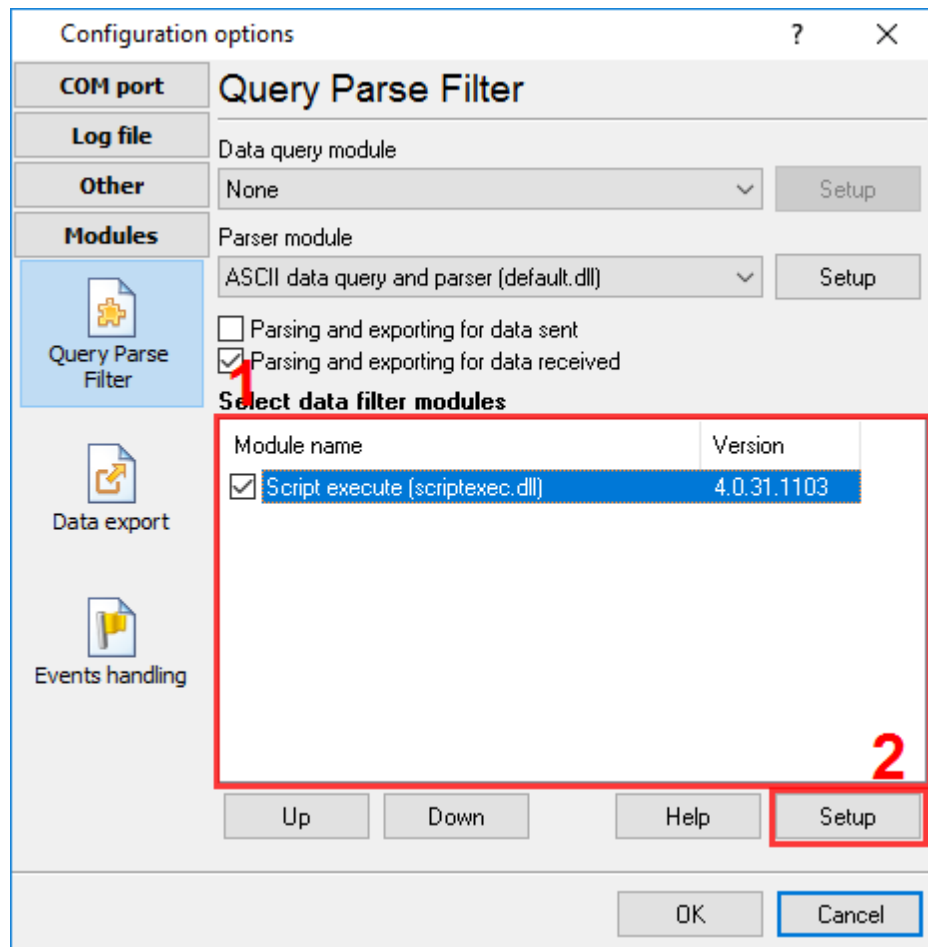 Configuration options ? ×
COM port
Log file
Other
Modules
Query Parse
Filter
Data export
Events handling
Query Parse Filter
Data query module
None
Setup
Parser module
ASCII data query and parser (default.dll)
Setup
Parsing and exporting for data sent
Parsing and exporting for data received
1
Select data filter modules
Module name Version
Script execute (scriptexec.dll) 4.0.31.1103
2
Up Down Help Setup
OK Cancel